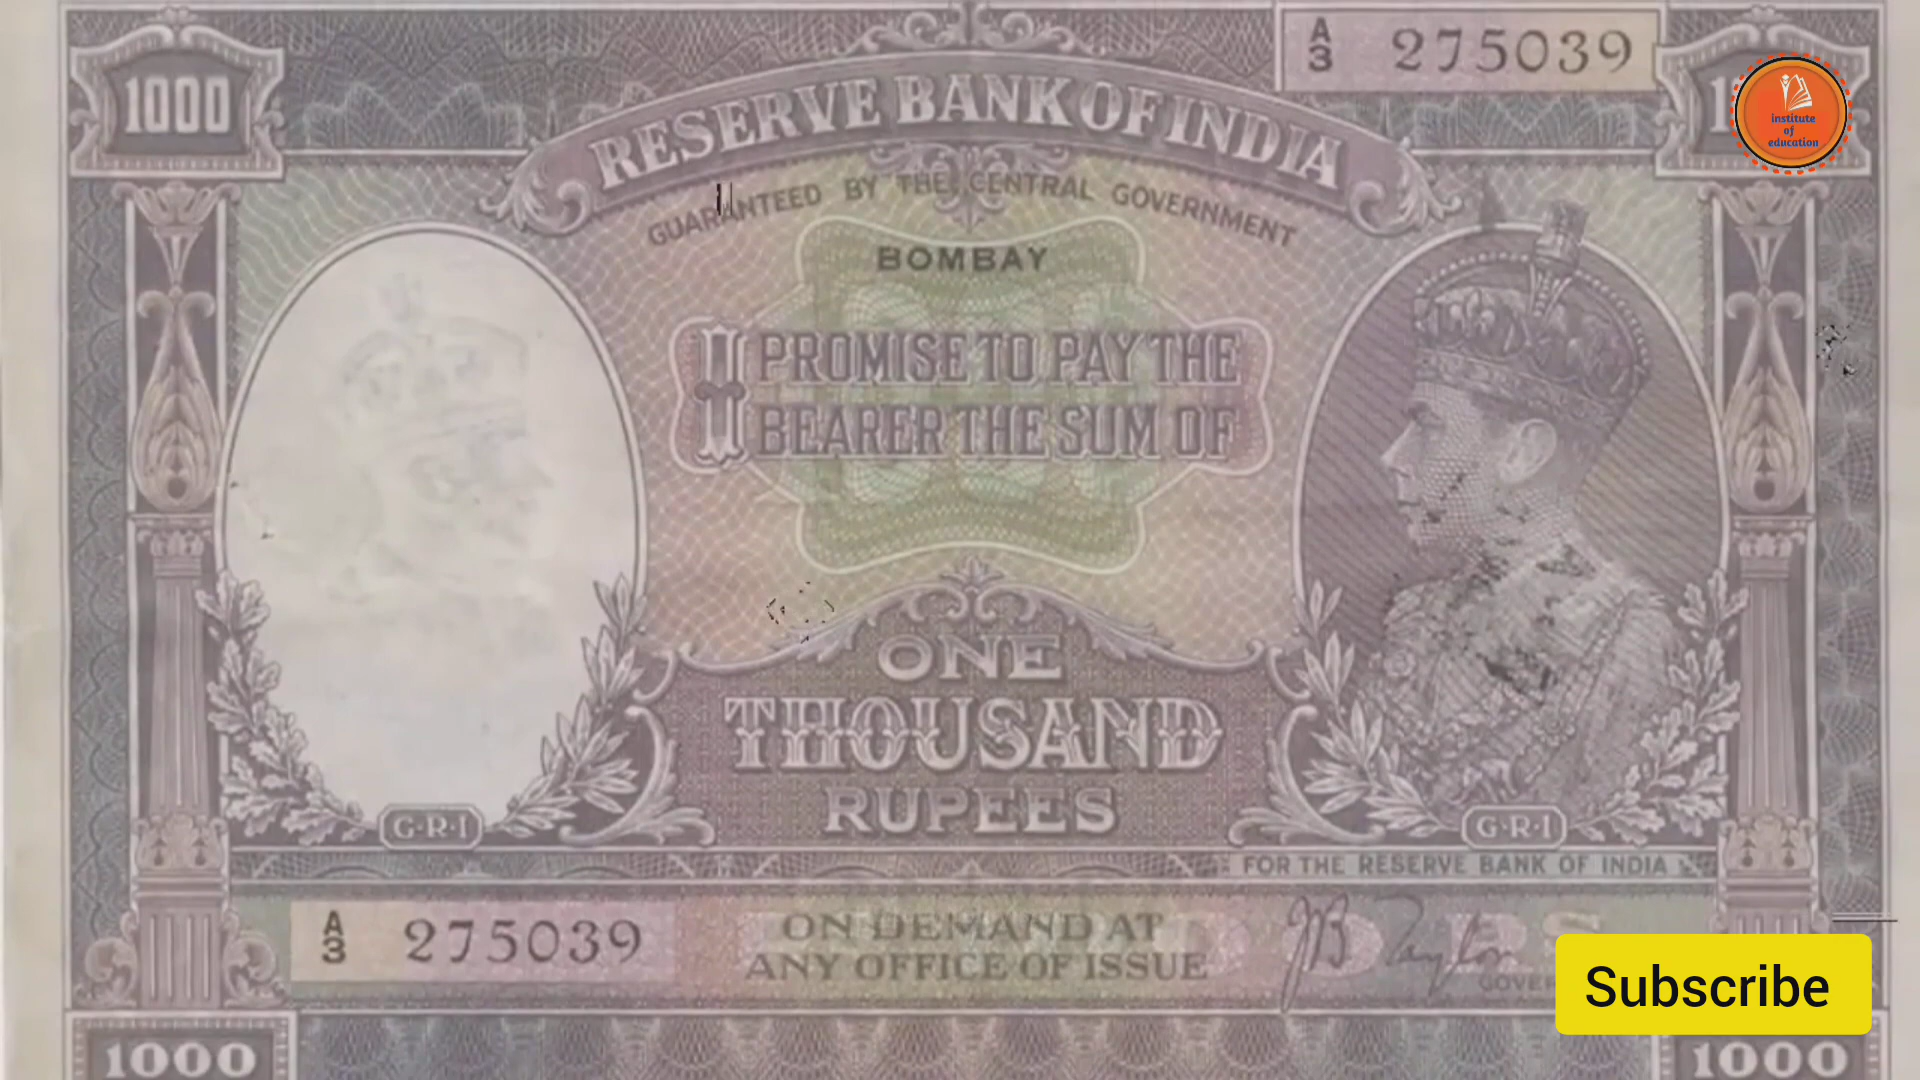 1000
A
3 275039
institute
of
education
RESERVE BANK OF INDIA
GUARANTEED BY THE CENTRAL GOVERNMENT
BOMBAY
I PROMISE TO PAY THE
BEARER THE SUM OF
ONE
THOUSAND
RUPEES
G·R·I
G·R·I
FOR THE RESERVE BANK OF INDIA
A
3 275039
ON DEMAND AT
ANY OFFICE OF ISSUE
JB Taylor
Subscribe
1000
1000